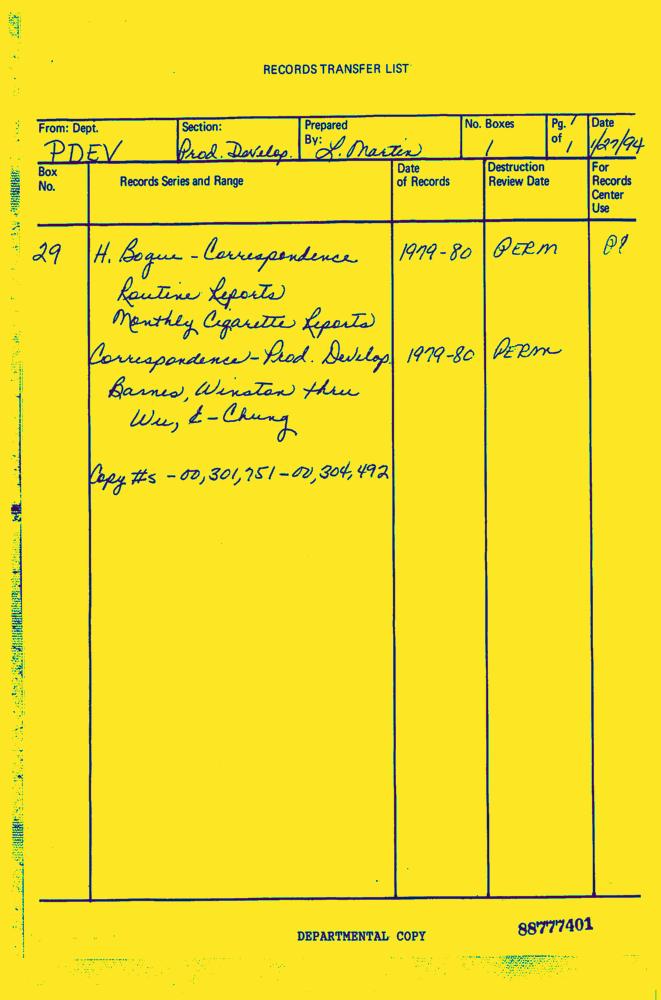 RECORDS TRANSFER LIST
From: Dept. PDEV
Section: Prod. Develop.
Prepared By: L. Martin
No. Boxes 1
Pg. 1 of 1
Date 1/27/94
Box No.
Records Series and Range
Date of Records
Destruction Review Date
For Records Center Use
29 H. Bogue - Correspondence 1979-80 PERM
Routine Reports
Monthly Cigarette Reports
Correspondence - Prod. Develop. 1979-80 PERM
Barnes, Winston thru
Wu, - Chung
Copy #s - 00,301,751 - 00,304,492
DEPARTMENTAL COPY
88777401